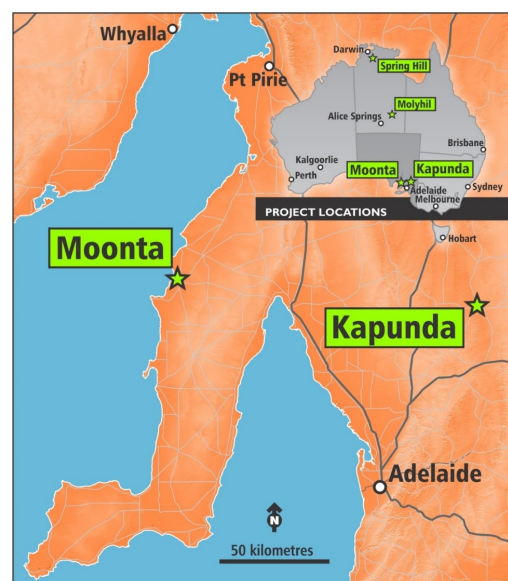 Whyalla
Pt Pirie
Darwin
Spring Hill
Molyhil
Alice Springs
Brisbane
Kalgoorlie
Perth
Moonta
Kapunda
Adelaide
Sydney
Melbourne
PROJECT LOCATIONS
Hobart
Moonta
Kapunda
Adelaide
N
50 kilometres